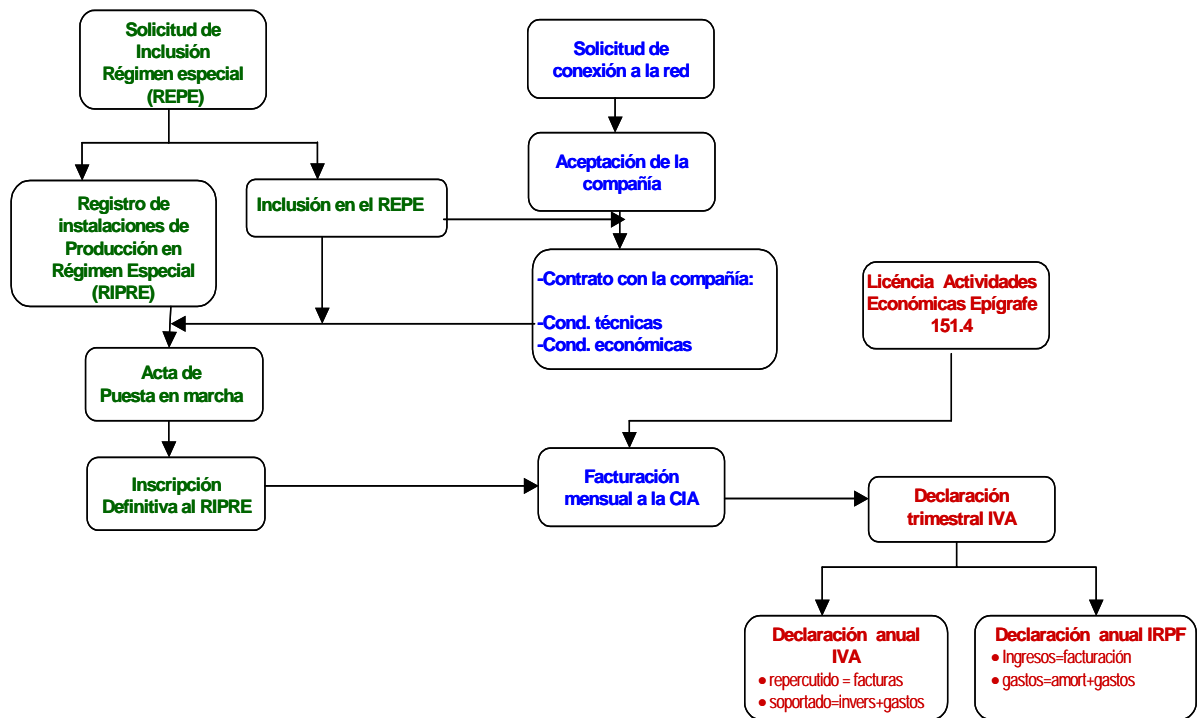 Solicitud de
Inclusión
Régimen especial
(REPE)
Solicitud de
conexión a la red
Aceptación de la
compañía
Registro de
instalaciones de
Producción en
Régimen Especial
(RIPRE)
Inclusión en el REPE
-Contrato con la compañía:
-Cond. técnicas
-Cond. económicas
Licéncia Actividades
Económicas Epígrafe
151.4
Acta de
Puesta en marcha
Inscripción
Definitiva al RIPRE
Facturación
mensual a la CIA
Declaración
trimestral IVA
Declaración anual
IVA
• repercutido = facturas
• soportado=invers+gastos
Declaración anual IRPF
• Ingresos=facturación
• gastos=amort+gastos